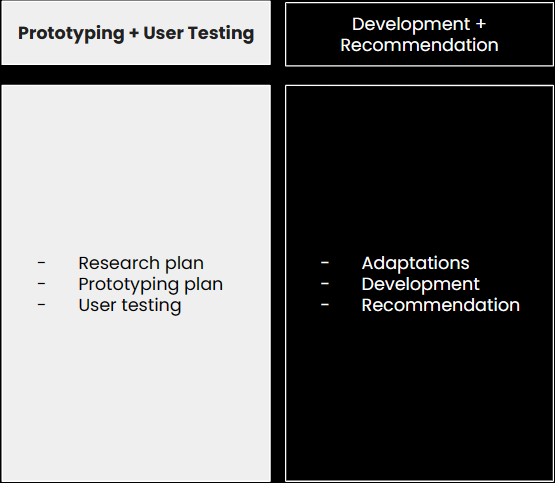 Prototyping + User Testing
- Research plan
- Prototyping plan
- User testing
Development +
Recommendation
- Adaptations
- Development
- Recommendation